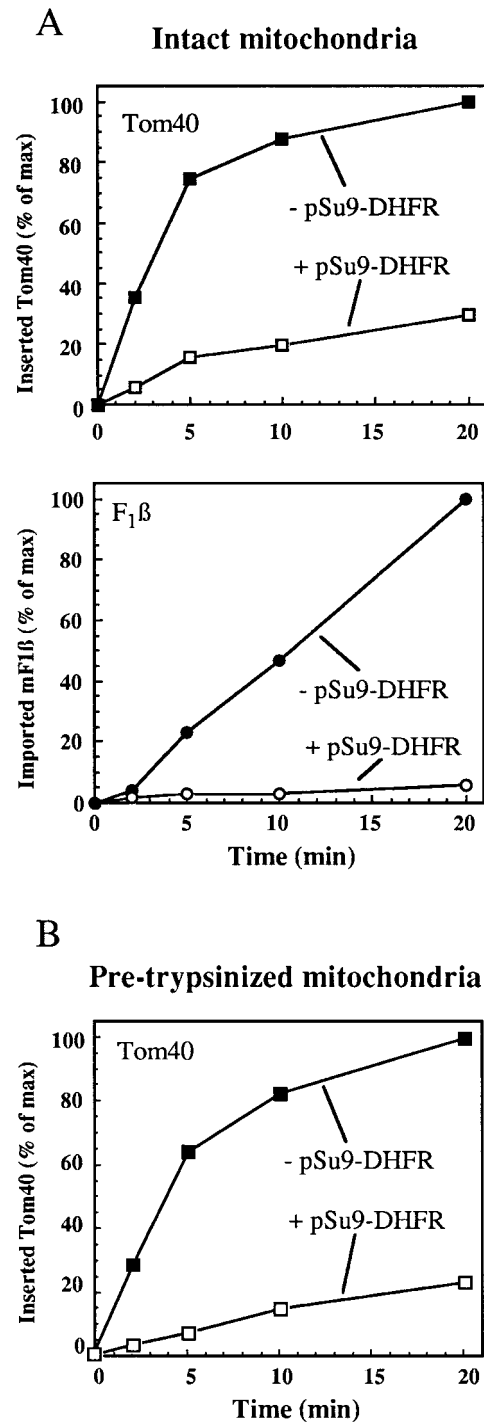 A
Intact mitochondria
Inserted Tom40 (% of max)
100
80
60
40
20
0
Tom40
- pSu9-DHFR
+ pSu9-DHFR
0 5 10 15 20
Imported mF1ß (% of max)
100
80
60
40
20
0
F1ß
- pSu9-DHFR
+ pSu9-DHFR
0 5 10 15 20
Time (min)
B
Pre-trypsinized mitochondria
Inserted Tom40 (% of max)
100
80
60
40
20
0
Tom40
- pSu9-DHFR
+ pSu9-DHFR
0 5 10 15 20
Time (min)